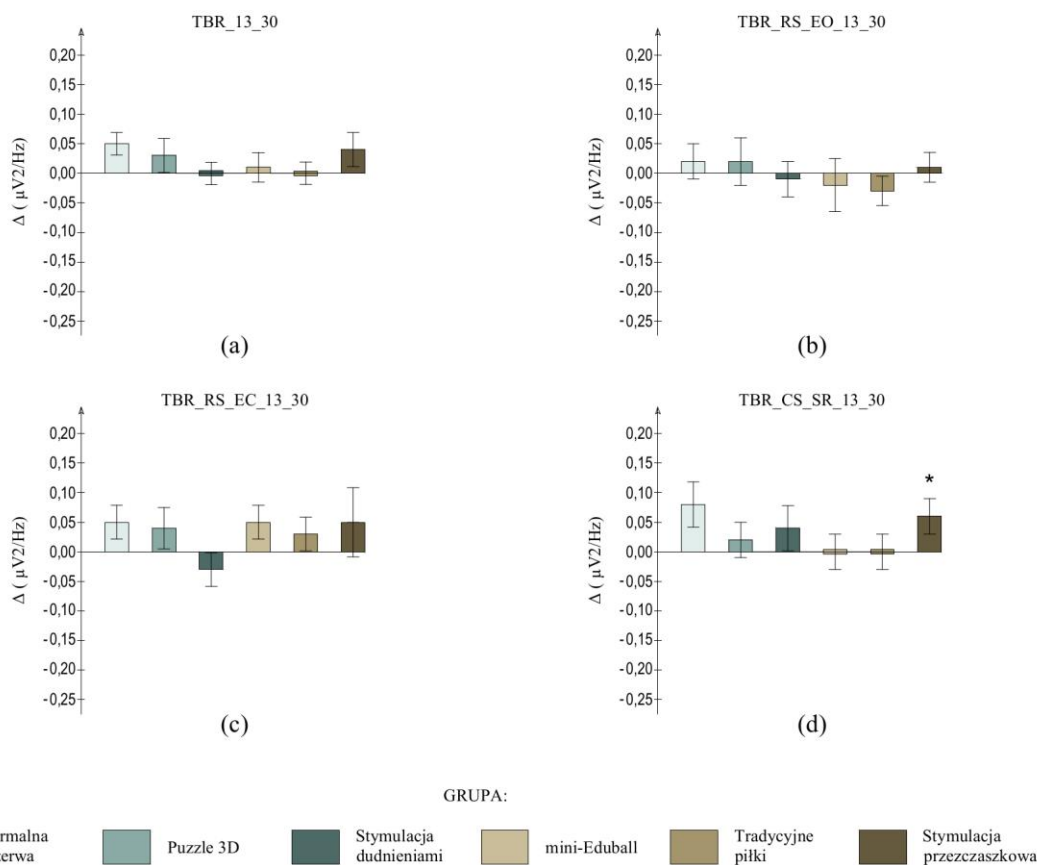 TBR_13_30
0,20
0,15
0,10
0,05
0,00
-0,05
-0,10
-0,15
-0,20
-0,25
Δ ( μV2/Hz)
(a)
TBR_RS_EO_13_30
0,20
0,15
0,10
0,05
0,00
-0,05
-0,10
-0,15
-0,20
-0,25
Δ ( μV2/Hz)
(b)
TBR_RS_EC_13_30
0,20
0,15
0,10
0,05
0,00
-0,05
-0,10
-0,15
-0,20
-0,25
Δ ( μV2/Hz)
(c)
TBR_CS_SR_13_30
0,20
0,15
0,10
0,05
0,00
-0,05
-0,10
-0,15
-0,20
-0,25
Δ ( μV2/Hz)
*
(d)
GRUPA:
Puzzle 3D
Stymulacja
dudnieniami
mini-Eduball
Tradycyjne
piłki
Stymulacja
przezczaszkowa